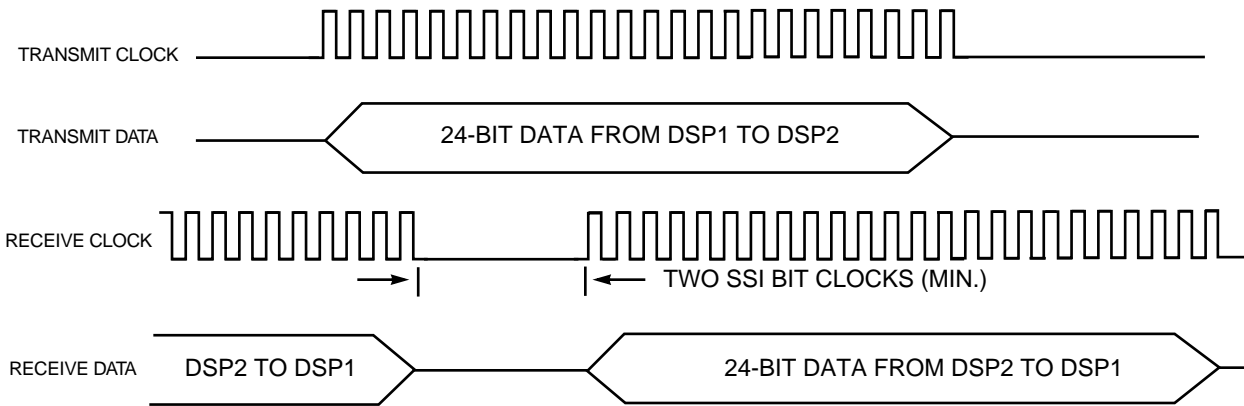 TRANSMIT CLOCK
TRANSMIT DATA
24-BIT DATA FROM DSP1 TO DSP2
RECEIVE CLOCK
TWO SSI BIT CLOCKS (MIN.)
RECEIVE DATA
DSP2 TO DSP1
24-BIT DATA FROM DSP2 TO DSP1